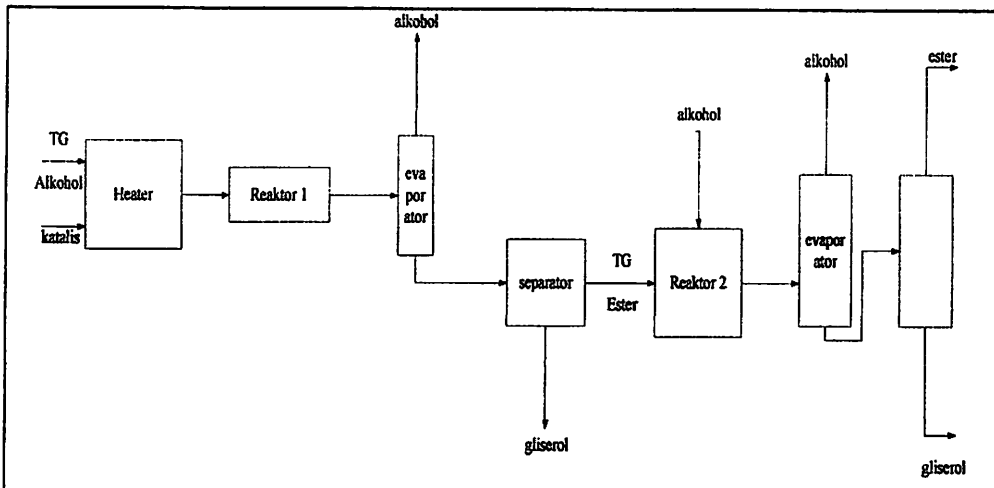 alkohol
TG
Alkohol
katalis
Heater
Reaktor 1
eva
por
ator
separator
gliserol
TG
Ester
alkohol
Reaktor 2
alkohol
evapor
ator
ester
gliserol